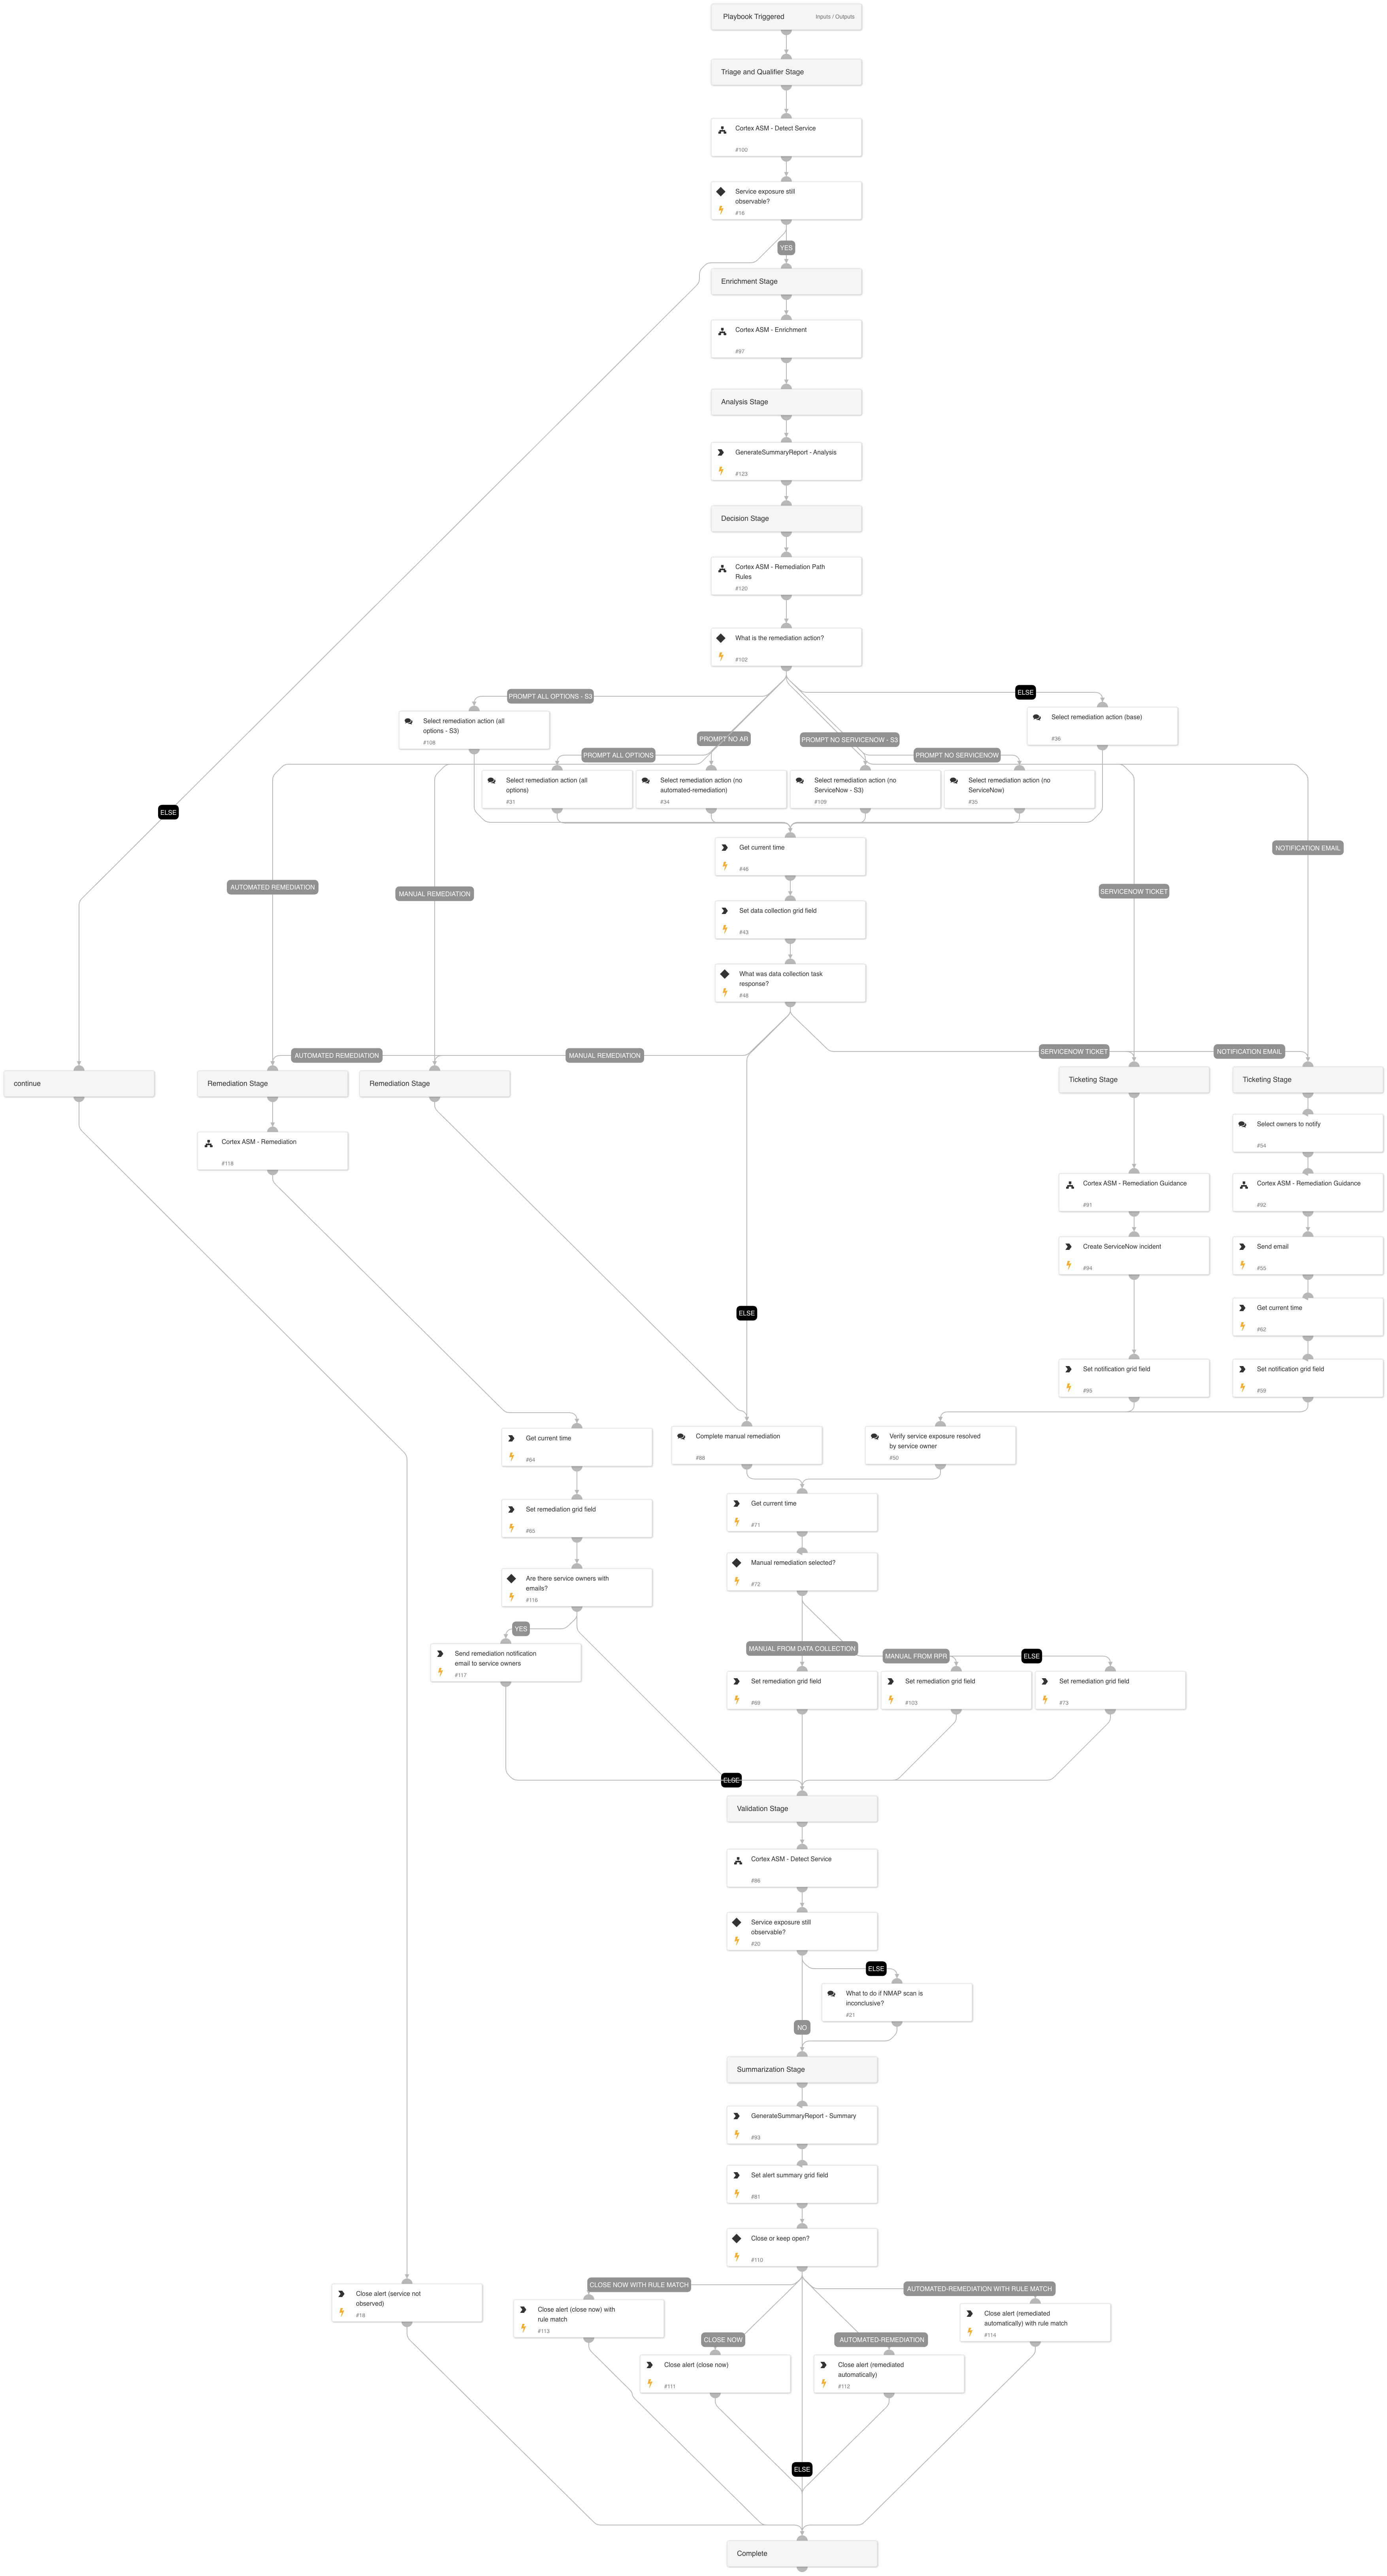 Playbook Triggered
Inputs / Outputs
Triage and Qualifier Stage
Cortex ASM - Detect Service
#100
Service exposure still
observable?
#16
YES
Enrichment Stage
Cortex ASM - Enrichment
#97
Analysis Stage
GenerateSummaryReport - Analysis
#123
Decision Stage
Cortex ASM - Remediation Path
Rules
#120
What is the remediation action?
#102
PROMPT ALL OPTIONS - S3
ELSE
Select remediation action (all
options - S3)
#108
Select remediation action (base)
#36
PROMPT NO AR
PROMPT NO SERVICENOW - S3
PROMPT ALL OPTIONS
PROMPT NO SERVICENOW
Select remediation action (all
options)
#31
Select remediation action (no
automated-remediation)
#34
Select remediation action (no
ServiceNow - S3)
#109
Select remediation action (no
ServiceNow)
#35
ELSE
Get current time
#46
NOTIFICATION EMAIL
AUTOMATED REMEDIATION
MANUAL REMEDIATION
SERVICENOW TICKET
Set data collection grid field
#43
What was data collection task
response?
#48
AUTOMATED REMEDIATION
MANUAL REMEDIATION
SERVICENOW TICKET
NOTIFICATION EMAIL
continue
Remediation Stage
Remediation Stage
Ticketing Stage
Ticketing Stage
Cortex ASM - Remediation
#118
Select owners to notify
#54
Cortex ASM - Remediation Guidance
#91
Cortex ASM - Remediation Guidance
#92
Create ServiceNow incident
#94
Send email
#55
ELSE
Get current time
#62
Set notification grid field
#95
Set notification grid field
#59
Get current time
#64
Complete manual remediation
#88
Verify service exposure resolved
by service owner
#50
Set remediation grid field
#65
Get current time
#71
Are there service owners with
emails?
#116
Manual remediation selected?
#72
YES
MANUAL FROM DATA COLLECTION
MANUAL FROM RPR
ELSE
Send remediation notification
email to service owners
#117
Set remediation grid field
#69
Set remediation grid field
#103
Set remediation grid field
#73
ELSE
Validation Stage
Cortex ASM - Detect Service
#86
Service exposure still
observable?
#20
ELSE
What to do if NMAP scan is
inconclusive?
#21
NO
Summarization Stage
GenerateSummaryReport - Summary
#93
Set alert summary grid field
#81
Close or keep open?
#110
CLOSE NOW WITH RULE MATCH
AUTOMATED-REMEDIATION WITH RULE MATCH
Close alert (service not
observed)
#18
Close alert (close now) with
rule match
#113
Close alert (remediated
automatically) with rule match
#114
CLOSE NOW
AUTOMATED-REMEDIATION
Close alert (close now)
#111
Close alert (remediated
automatically)
#112
ELSE
Complete